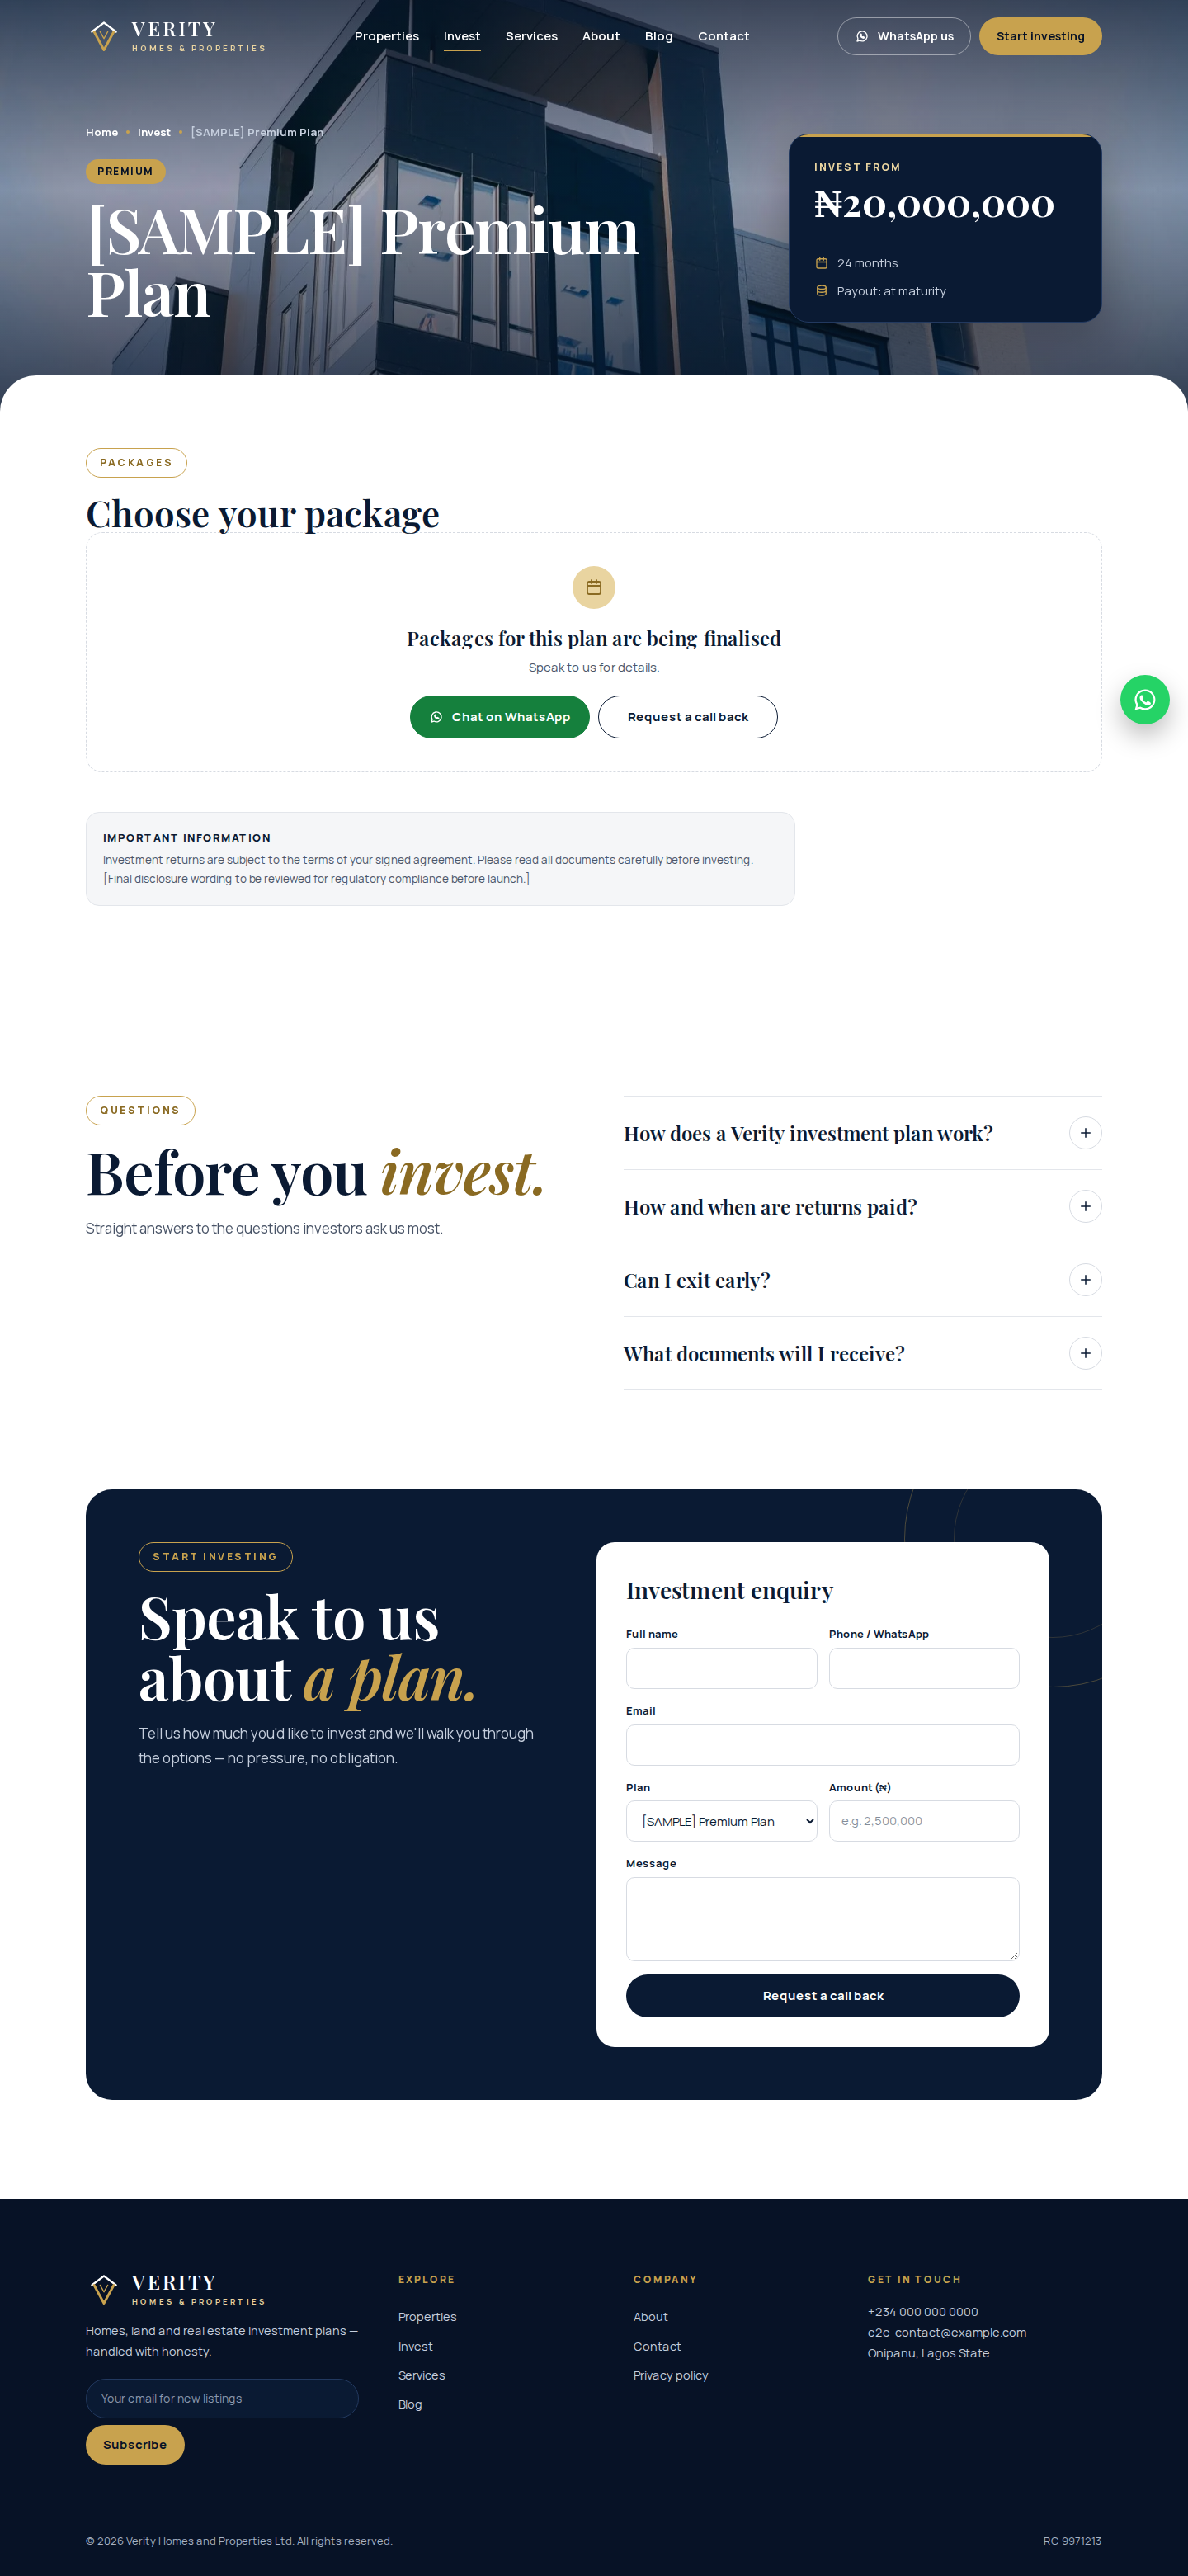 VERITY
HOMES & PROPERTIES
Properties
Invest
Services
About
Blog
Contact
WhatsApp us
Start investing
Home • Invest • [SAMPLE] Premium Plan
PREMIUM
[SAMPLE] Premium
Plan
INVEST FROM
₦20,000,000
24 months
Payout: at maturity
PACKAGES
Choose your package
Packages for this plan are being finalised
Speak to us for details.
Chat on WhatsApp
Request a call back
IMPORTANT INFORMATION
Investment returns are subject to the terms of your signed agreement. Please read all documents carefully before investing.
[Final disclosure wording to be reviewed for regulatory compliance before launch.]
QUESTIONS
Before you invest.
Straight answers to the questions investors ask us most.
How does a Verity investment plan work?
How and when are returns paid?
Can I exit early?
What documents will I receive?
START INVESTING
Speak to us
about a plan.
Tell us how much you'd like to invest and we'll walk you through
the options — no pressure, no obligation.
Investment enquiry
Full name
Phone / WhatsApp
Email
Plan
Amount (₦)
[SAMPLE] Premium Plan
e.g. 2,500,000
Message
Request a call back
VERITY
HOMES & PROPERTIES
Homes, land and real estate investment plans —
handled with honesty.
Your email for new listings
Subscribe
EXPLORE
Properties
Invest
Services
Blog
COMPANY
About
Contact
Privacy policy
GET IN TOUCH
+234 000 000 0000
e2e-contact@example.com
Onipanu, Lagos State
© 2026 Verity Homes and Properties Ltd. All rights reserved.
RC 9971213